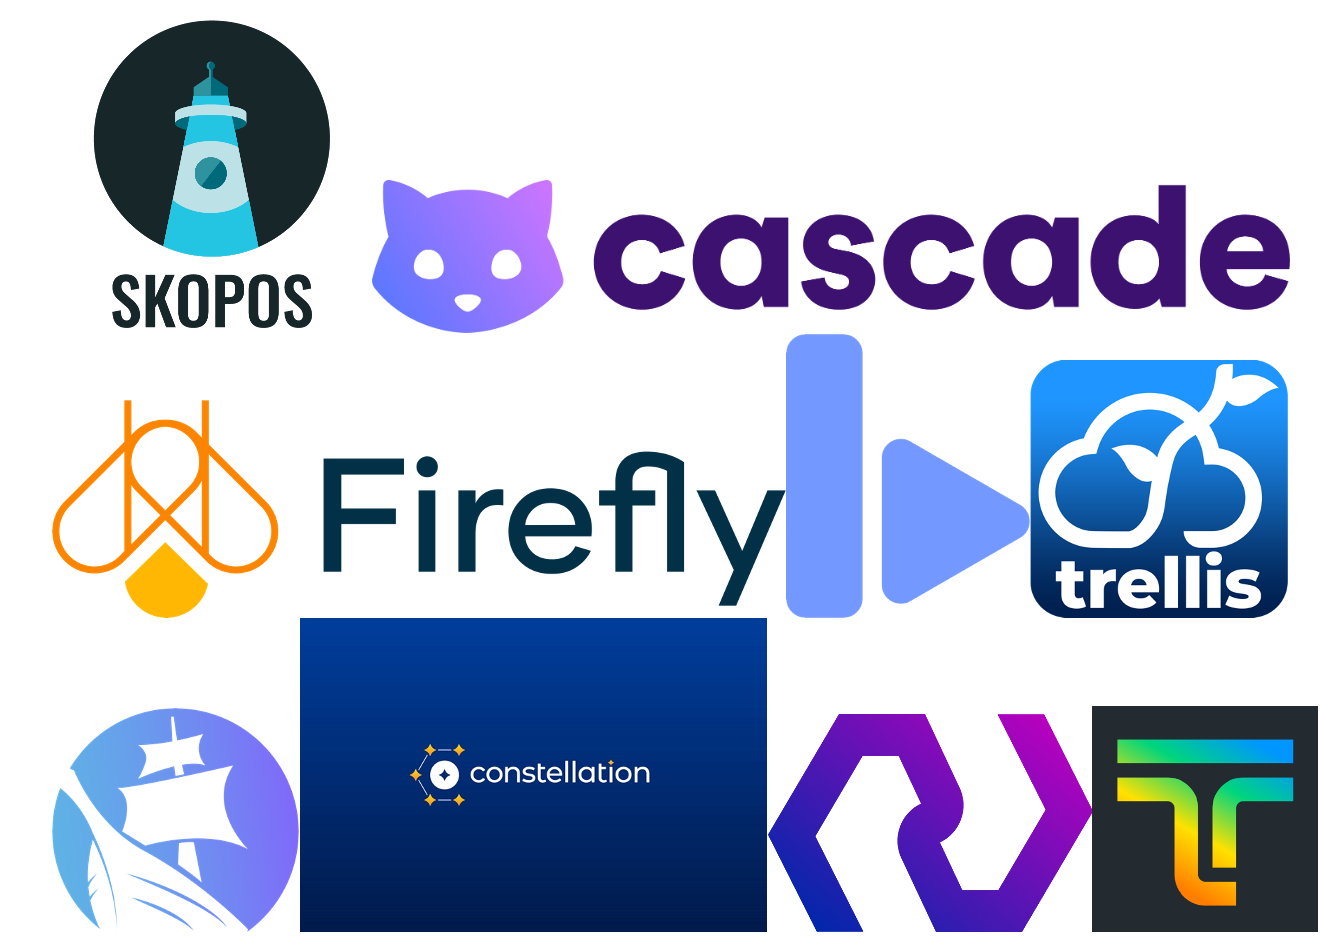 SKOPOS
cascade
Firefly
trellis
constellation